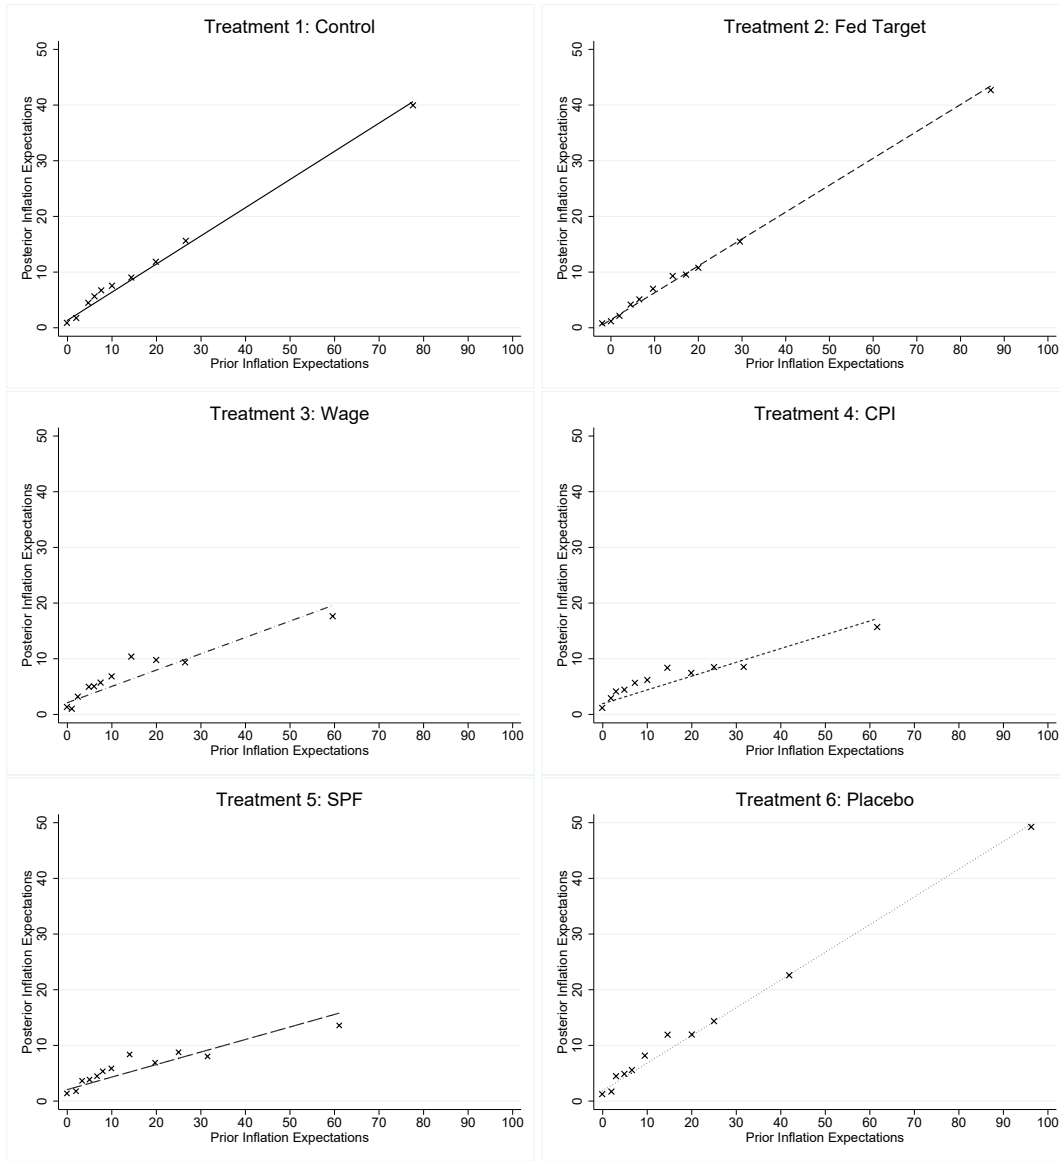 Treatment 1: Control
Posterior Inflation Expectations
50
40
30
20
10
0
0 10 20 30 40 50 60 70 80 90 100
Prior Inflation Expectations
Treatment 2: Fed Target
Posterior Inflation Expectations
50
40
30
20
10
0
0 10 20 30 40 50 60 70 80 90 100
Prior Inflation Expectations
Treatment 3: Wage
Posterior Inflation Expectations
50
40
30
20
10
0
0 10 20 30 40 50 60 70 80 90 100
Prior Inflation Expectations
Treatment 4: CPI
Posterior Inflation Expectations
50
40
30
20
10
0
0 10 20 30 40 50 60 70 80 90 100
Prior Inflation Expectations
Treatment 5: SPF
Posterior Inflation Expectations
50
40
30
20
10
0
0 10 20 30 40 50 60 70 80 90 100
Prior Inflation Expectations
Treatment 6: Placebo
Posterior Inflation Expectations
50
40
30
20
10
0
0 10 20 30 40 50 60 70 80 90 100
Prior Inflation Expectations